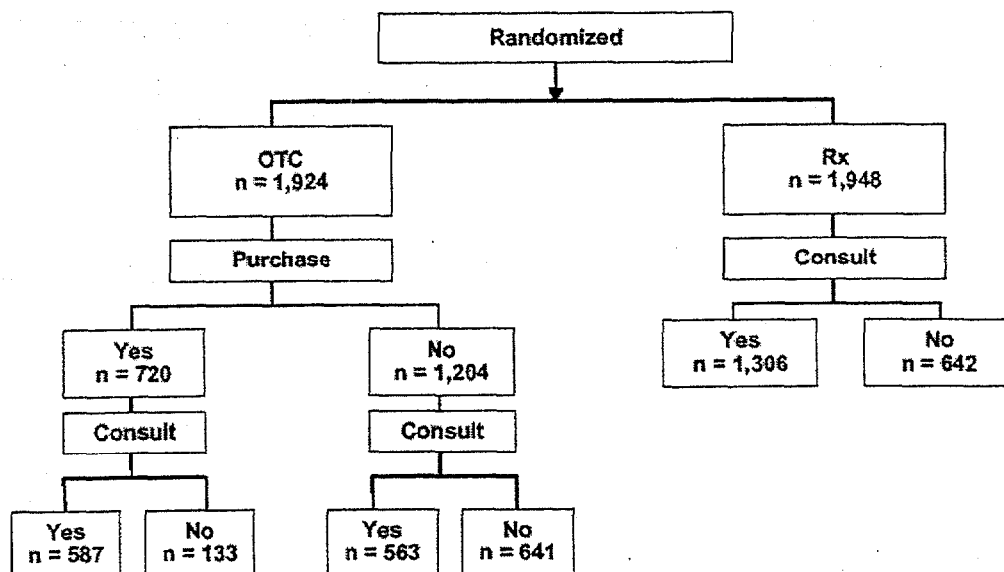 Randomized
OTC
n = 1,924
Rx
n = 1,948
Purchase
Consult
Yes
n = 720
No
n = 1,204
Yes
n = 1,306
No
n = 642
Consult
Consult
Yes
n = 587
No
n = 133
Yes
n = 563
No
n = 641